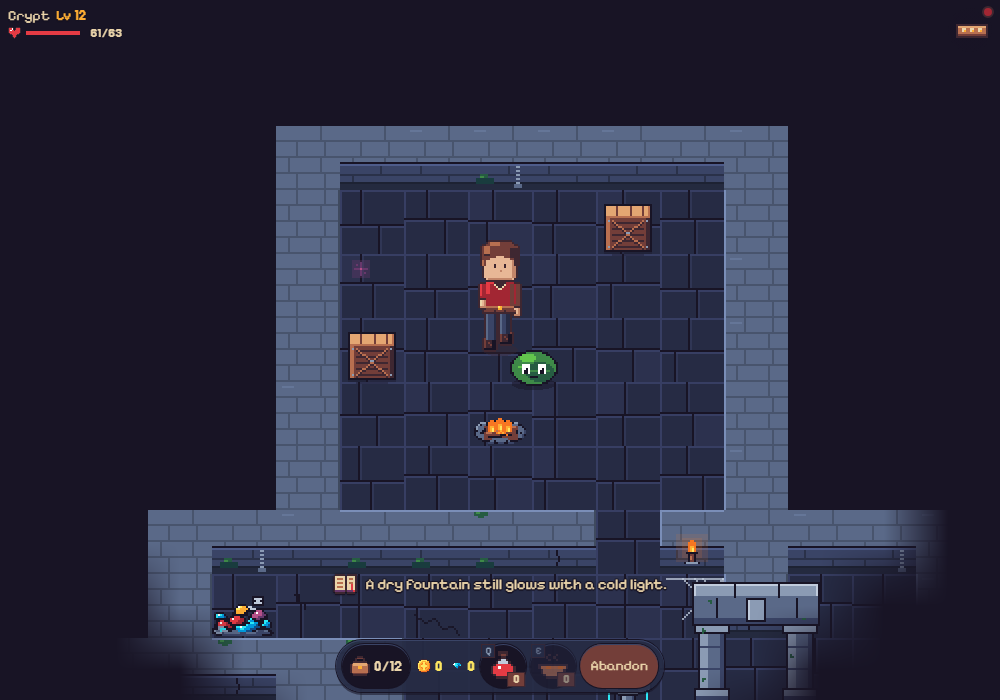 Crypt Lv 12
61/63
A dry fountain still glows with a cold light.
Q E
0/12 0 0 0 0 Abandon